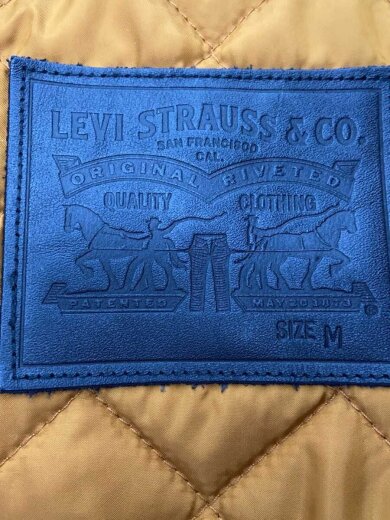 LEVI STRAUSS & CO.
SAN FRANCISCO
CAL.
ORIGINAL RIVETED
QUALITY CLOTHING
PATENTED MAY 20 1873
®
SIZE M